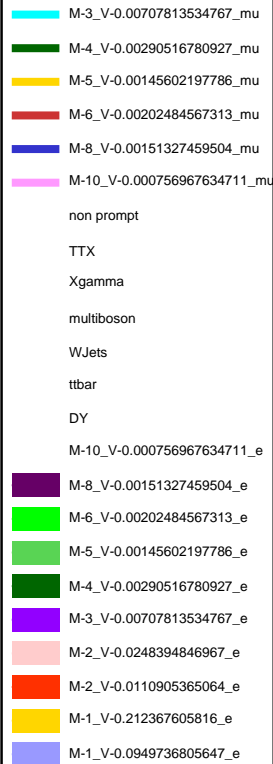 M-3_V-0.00707813534767_mu
M-4_V-0.00290516780927_mu
M-5_V-0.00145602197786_mu
M-6_V-0.00202484567313_mu
M-8_V-0.00151327459504_mu
M-10_V-0.000756967634711_mu
non prompt
TTX
Xgamma
multiboson
WJets
ttbar
DY
M-10_V-0.000756967634711_e
M-8_V-0.00151327459504_e
M-6_V-0.00202484567313_e
M-5_V-0.00145602197786_e
M-4_V-0.00290516780927_e
M-3_V-0.00707813534767_e
M-2_V-0.0248394846967_e
M-2_V-0.0110905365064_e
M-1_V-0.212367605816_e
M-1_V-0.0949736805647_e